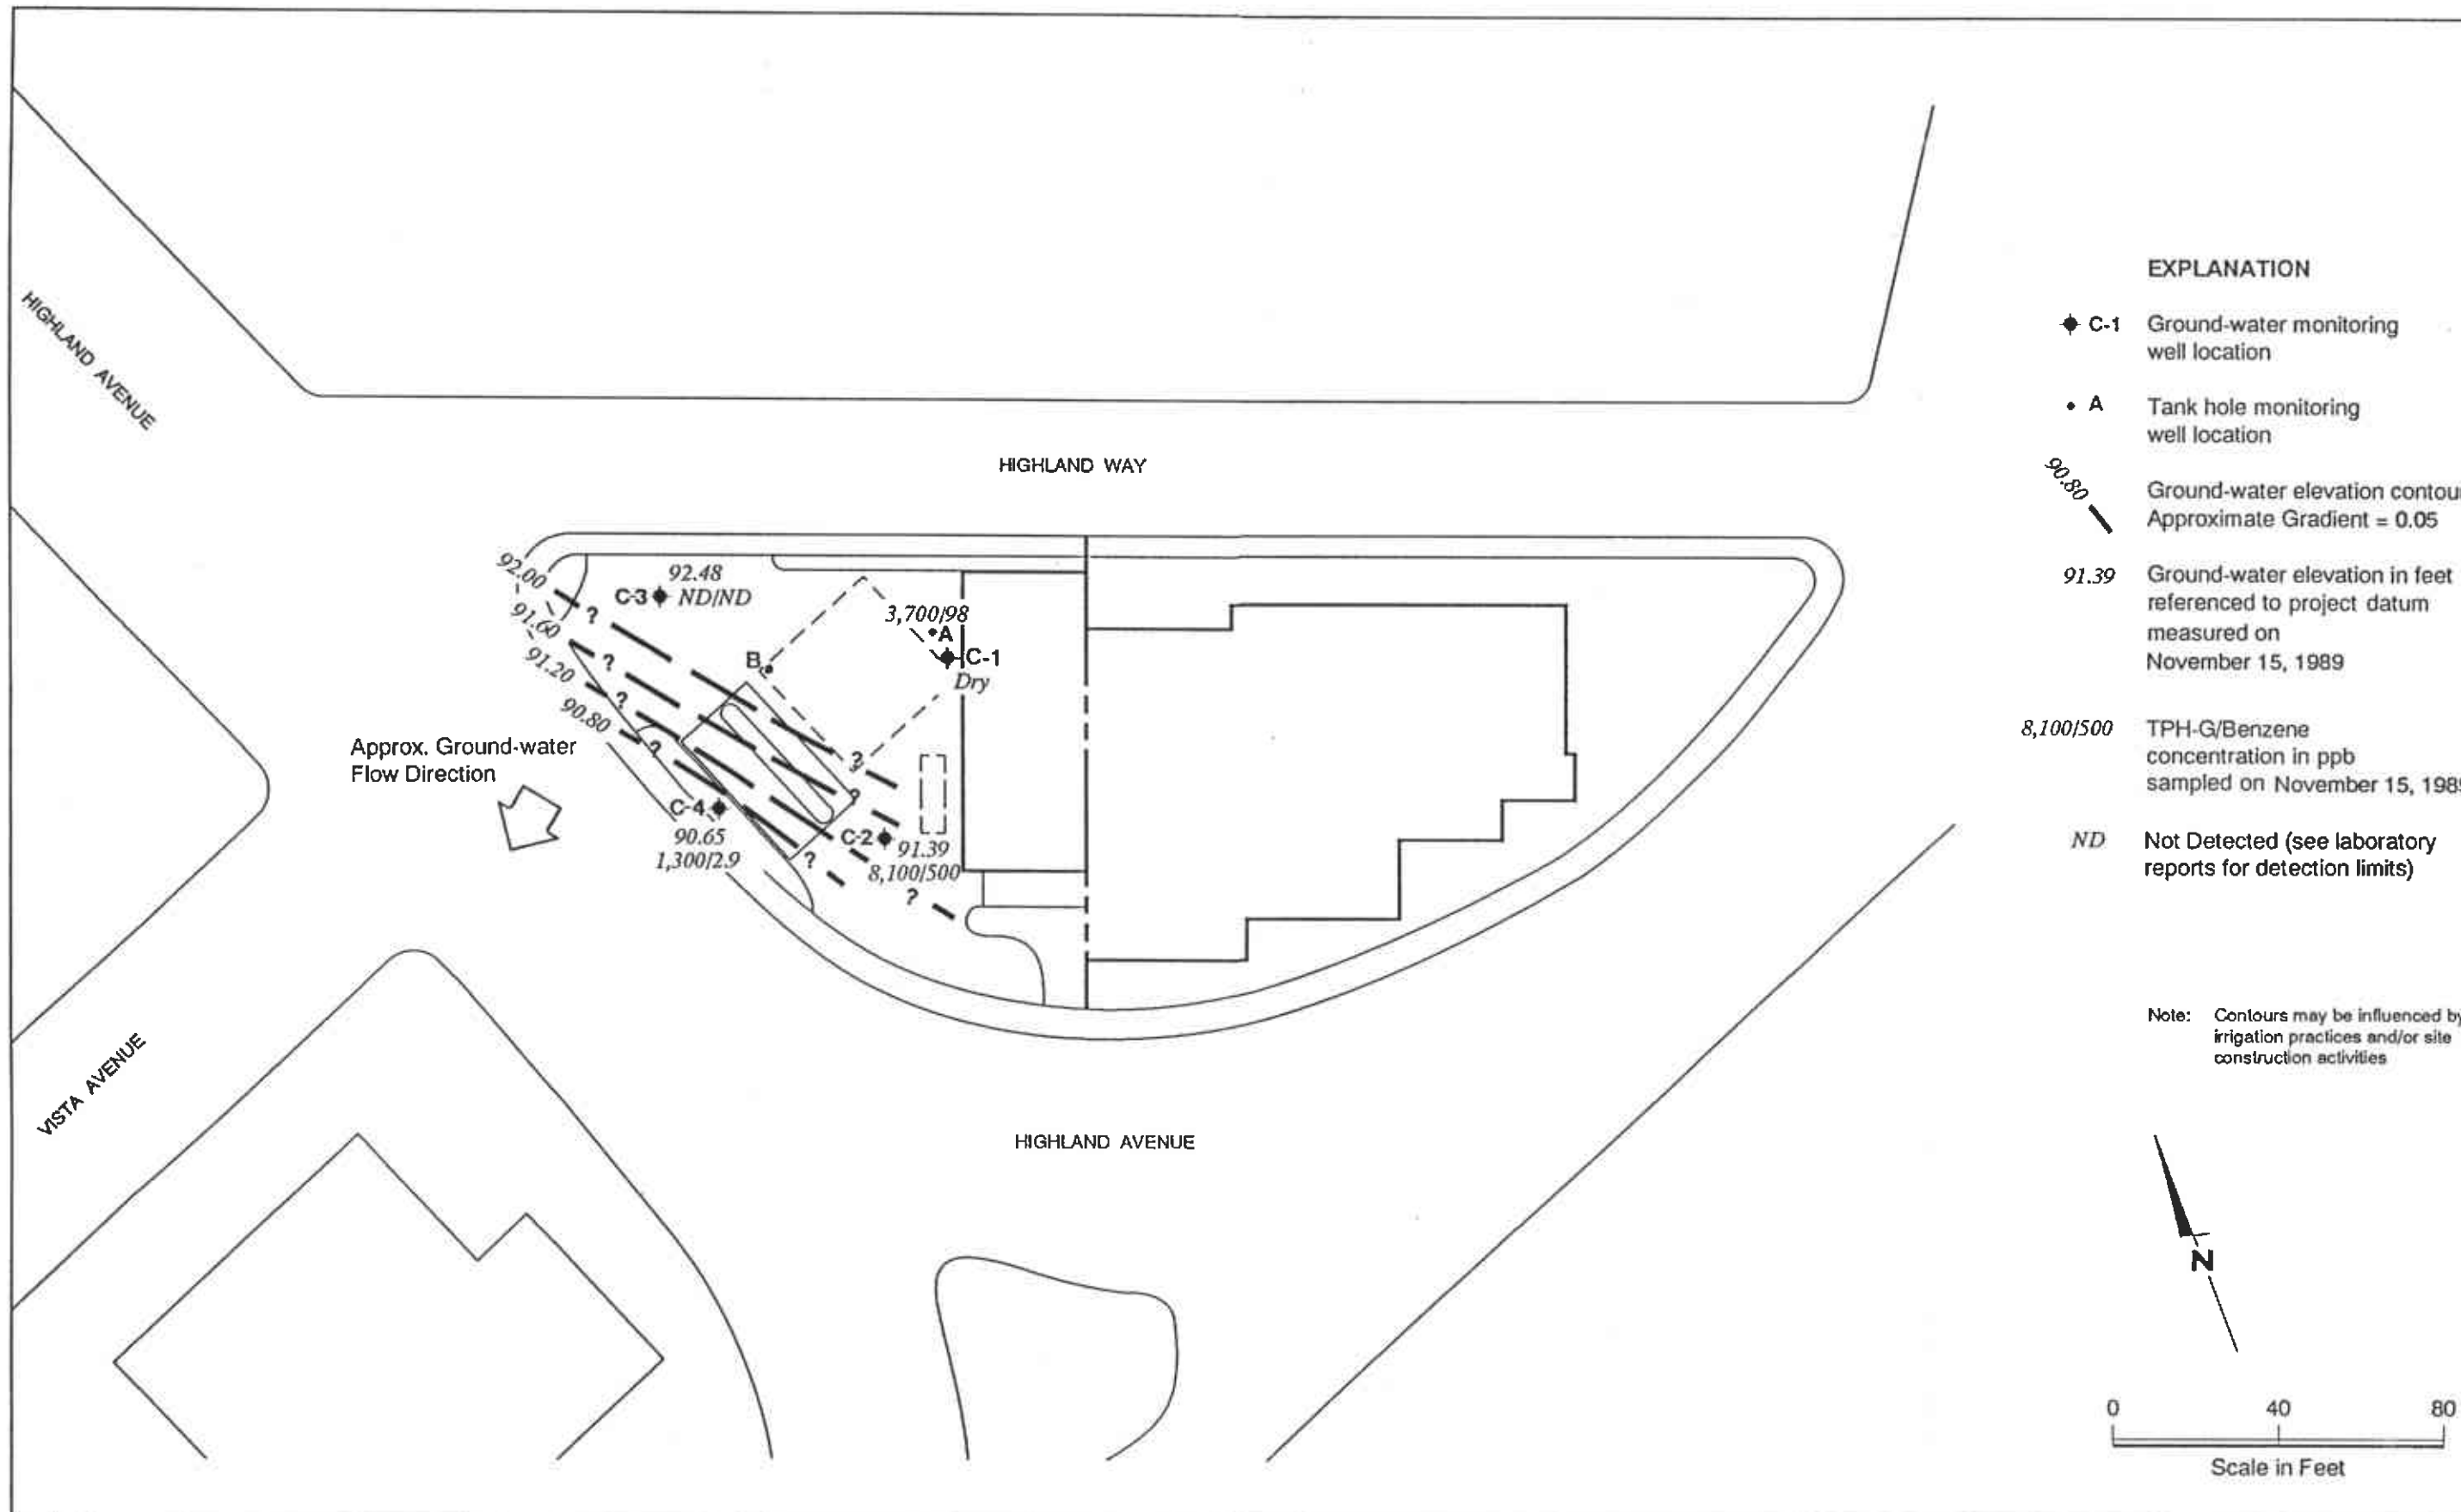 HIGHLAND AVENUE
VISTA AVENUE
HIGHLAND WAY
HIGHLAND AVENUE
92.00
91.60
91.20
90.80
?
?
?
?
?
?
?
?
C-3
92.48
ND/ND
3,700/98
A
B
C-1
Dry
C-4
90.65
1,300/2.9
C-2
91.39
8,100/500
Approx. Ground-water
Flow Direction
EXPLANATION
C-1 Ground-water monitoring
well location
A Tank hole monitoring
well location
90.80 Ground-water elevation contour
Approximate Gradient = 0.05
91.39 Ground-water elevation in feet
referenced to project datum
measured on
November 15, 1989
8,100/500 TPH-G/Benzene
concentration in ppb
sampled on November 15, 1989
ND Not Detected (see laboratory
reports for detection limits)
Note: Contours may be influenced by
irrigation practices and/or site
construction activities
N
0 40 80
Scale in Feet